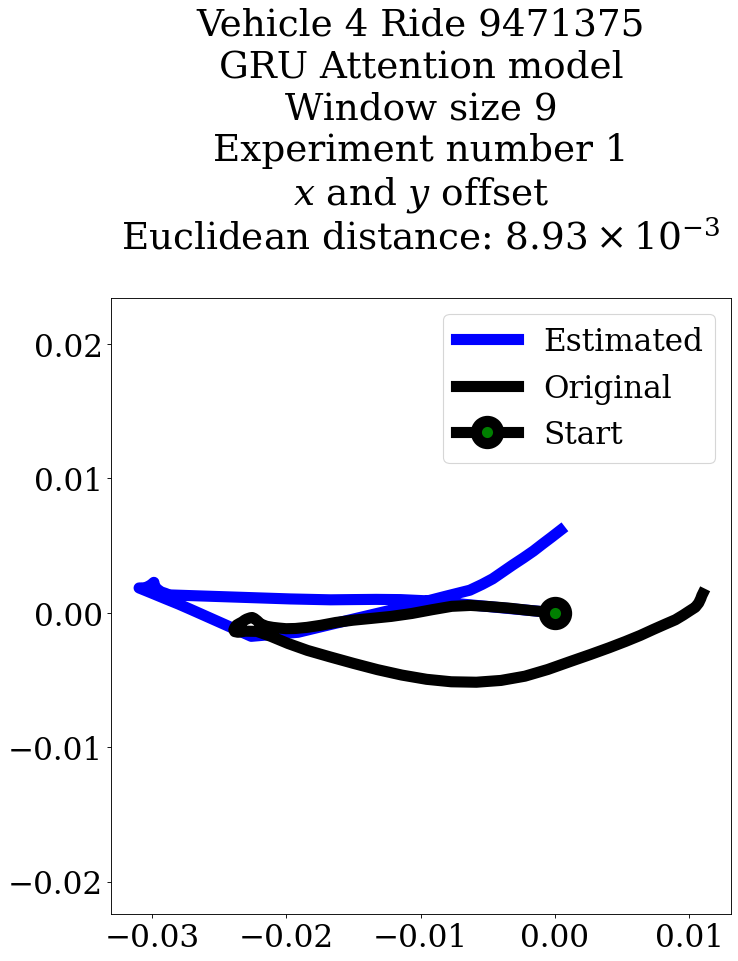 Vehicle 4 Ride 9471375
GRU Attention model
Window size 9
Experiment number 1
x and y offset
Euclidean distance: 8.93 × 10⁻³
Estimated
Original
Start
0.02
0.01
0.00
−0.01
−0.02
−0.03 −0.02 −0.01 0.00 0.01